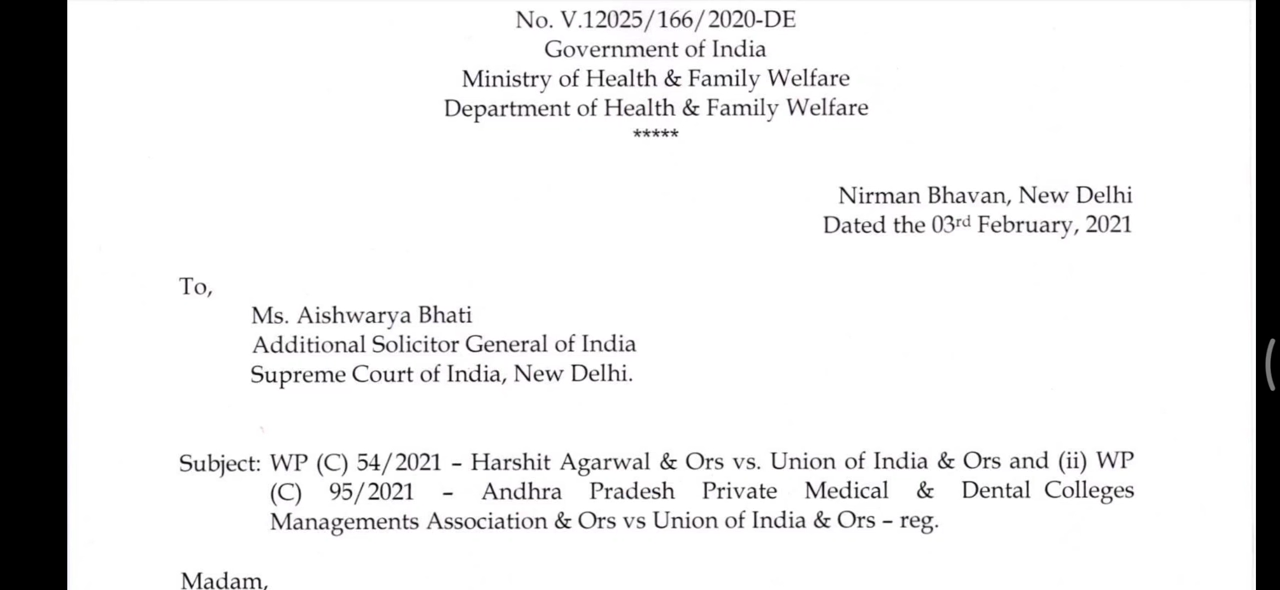 No. V.12025/166/2020-DE
Government of India
Ministry of Health & Family Welfare
Department of Health & Family Welfare
*****
Nirman Bhavan, New Delhi
Dated the 03rd February, 2021
To,
Ms. Aishwarya Bhati
Additional Solicitor General of India
Supreme Court of India, New Delhi.
Subject: WP (C) 54/2021 – Harshit Agarwal & Ors vs. Union of India & Ors and (ii) WP
(C) 95/2021 – Andhra Pradesh Private Medical & Dental Colleges
Managements Association & Ors vs Union of India & Ors – reg.
Madam,